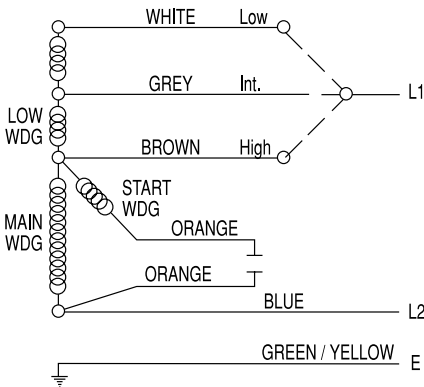 WHITE Low
GREY Int.
L1
LOW
WDG
BROWN High
START
WDG
MAIN
WDG
ORANGE
ORANGE
BLUE
L2
GREEN / YELLOW
E